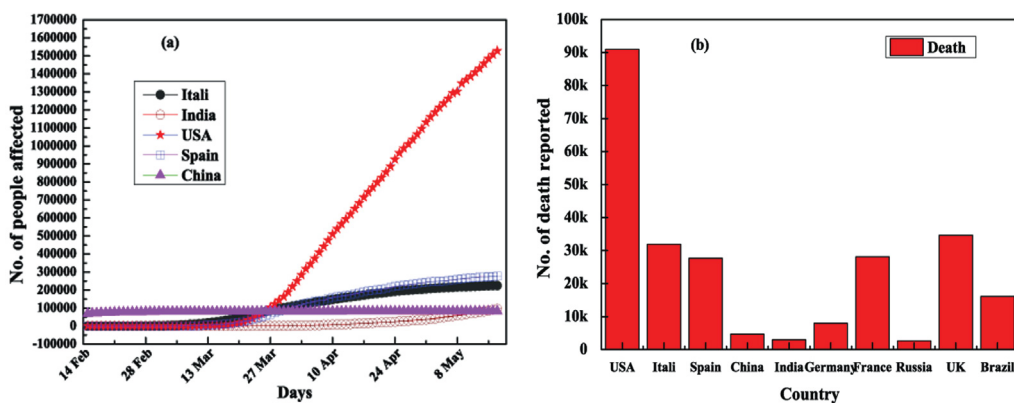 (a)
No. of people affected
1700000
1600000
1500000
1400000
1300000
1200000
1100000
1000000
900000
800000
700000
600000
500000
400000
300000
200000
100000
0
-100000
Itali
India
USA
Spain
China
14 Feb
28 Feb
13 Mar
27 Mar
10 Apr
24 Apr
8 May
Days
(b)
Death
No. of death reported
100k
90k
80k
70k
60k
50k
40k
30k
20k
10k
0
USA Itali Spain China India Germany France Russia UK Brazil
Country